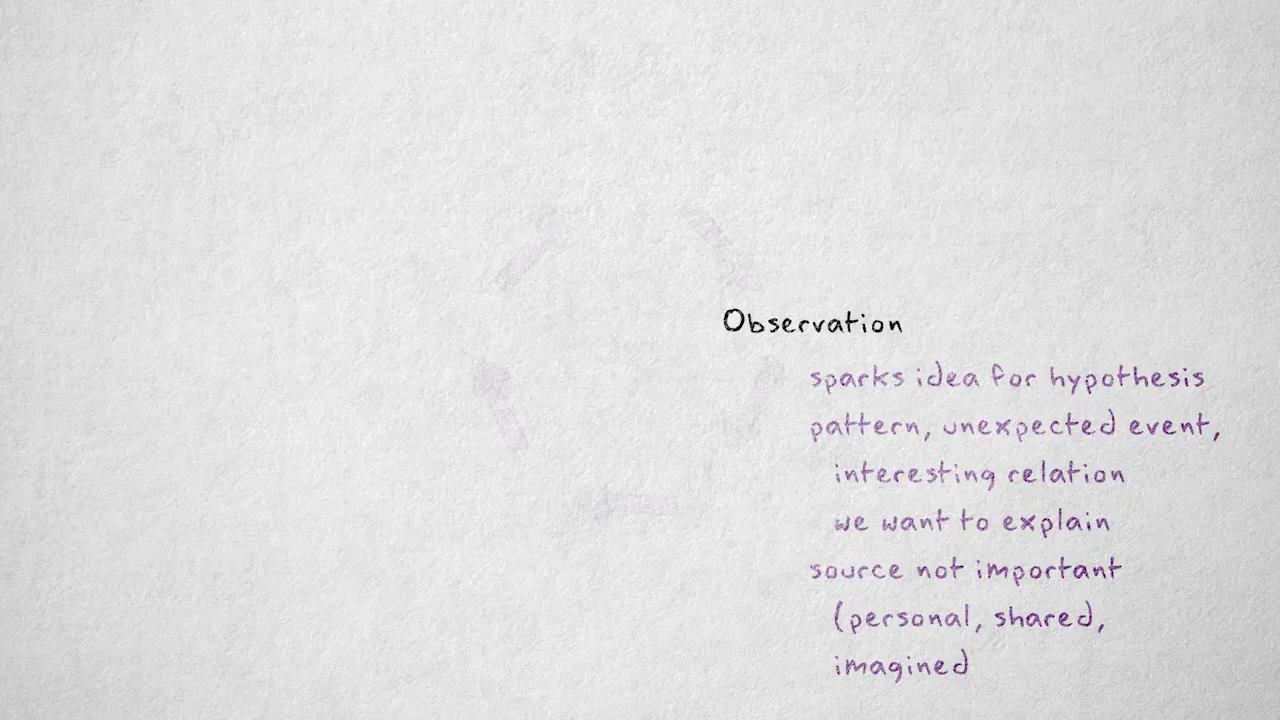 Observation
sparks idea for hypothesis
pattern, unexpected event,
interesting relation
we want to explain
source not important
(personal, shared,
imagined